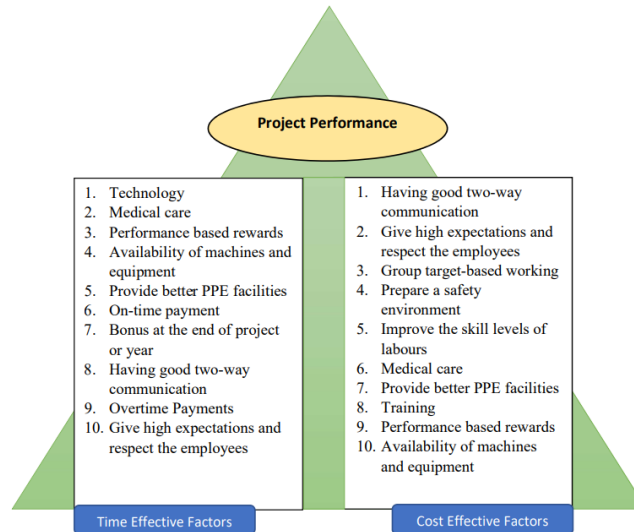 Project Performance
1. Technology
2. Medical care
3. Performance based rewards
4. Availability of machines and
equipment
5. Provide better PPE facilities
6. On-time payment
7. Bonus at the end of project
or year
8. Having good two-way
communication
9. Overtime Payments
10. Give high expectations and
respect the employees
Time Effective Factors
1. Having good two-way
communication
2. Give high expectations and
respect the employees
3. Group target-based working
4. Prepare a safety
environment
5. Improve the skill levels of
labours
6. Medical care
7. Provide better PPE facilities
8. Training
9. Performance based rewards
10. Availability of machines
and equipment
Cost Effective Factors